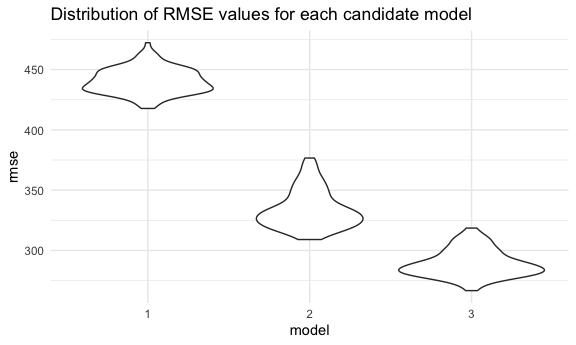 Distribution of RMSE values for each candidate model
rmse
450
400
350
300
1 2 3
model